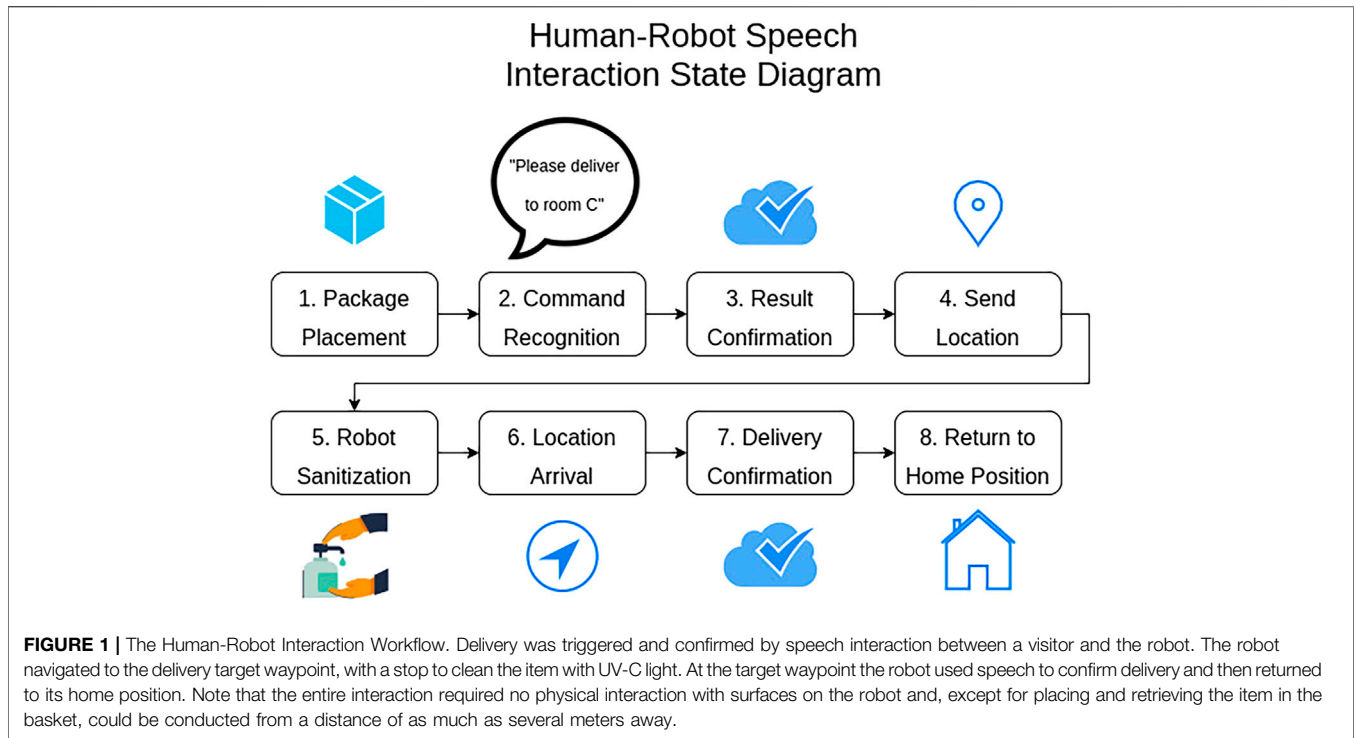 Human-Robot Speech
Interaction State Diagram
"Please deliver
to room C"
1. Package
Placement
2. Command
Recognition
3. Result
Confirmation
4. Send
Location
5. Robot
Sanitization
6. Location
Arrival
7. Delivery
Confirmation
8. Return to
Home Position
FIGURE 1 | The Human-Robot Interaction Workflow. Delivery was triggered and confirmed by speech interaction between a visitor and the robot. The robot
navigated to the delivery target waypoint, with a stop to clean the item with UV-C light. At the target waypoint the robot used speech to confirm delivery and then returned
to its home position. Note that the entire interaction required no physical interaction with surfaces on the robot and, except for placing and retrieving the item in the
basket, could be conducted from a distance of as much as several meters away.